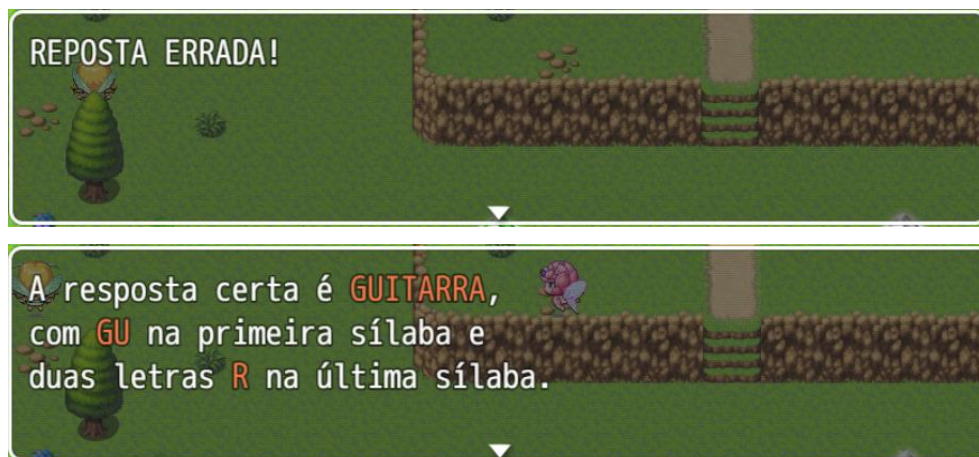 REPOSTA ERRADA!
A resposta certa é GUITARRA,
com GU na primeira sílaba e
duas letras R na última sílaba.